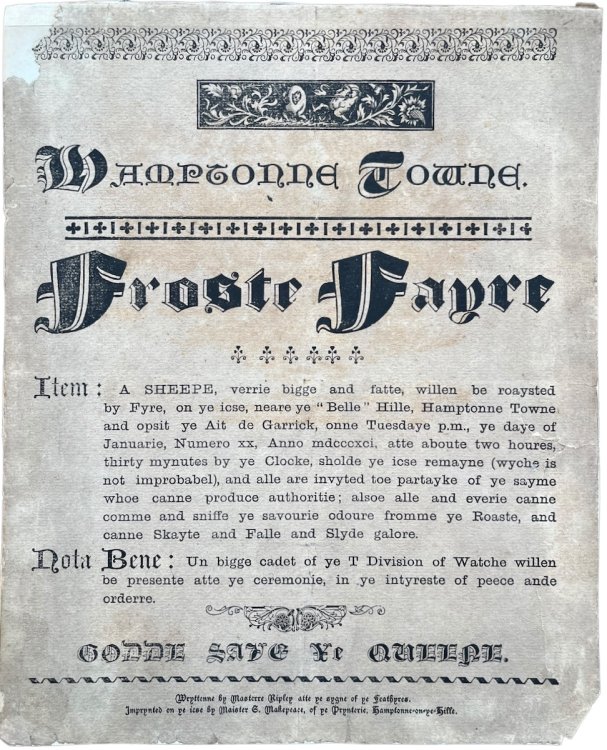 Hamptonne Towne.
Froste Fayre
Item : A SHEEPE, verrie bigge and fatte, willen be roaysted
by Fyre, on ye icse, neare ye "Belle" Hille, Hamptonne Towne
and opsit ye Ait de Garrick, onne Tuesdaye p.m., ye daye of
Januarie, Numero xx, Anno mdcccxci, atte aboute two houres,
thirty mynutes by ye Clocke, sholde ye icse remayne (wyche is
not improbabel), and alle are invyted toe partayke of ye sayme
whoe canne produce authoritie; alsoe alle and everie canne
comme and sniffe ye savourie odoure fromme ye Roaste, and
canne Skayte and Falle and Slyde galore.
Nota Bene : Un bigge cadet of ye T Division of Watche willen
be presente atte ye ceremonie, in ye intyreste of peece ande
orderre.
GODDE SAVE Ye QUEENE.
Wryttenne by Masterre Ripley atte ye sygne of ye Feathyres.
Imprynted on ye icse by Maister S. Makepeace, of ye Prynterie, Hamptonne-on-ye-Hille.